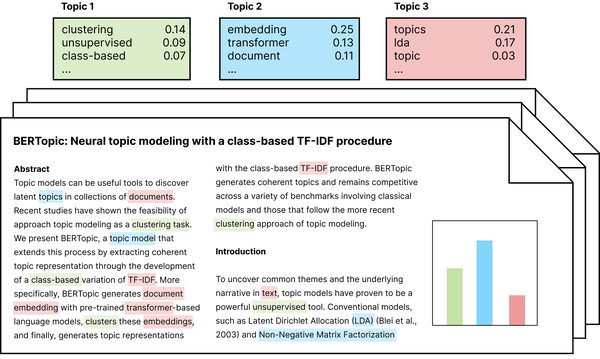 Topic 1
clustering 0.14
unsupervised 0.09
class-based 0.07
...
Topic 2
embedding 0.25
transformer 0.13
document 0.11
...
Topic 3
topics 0.21
lda 0.17
topic 0.03
...
BERTopic: Neural topic modeling with a class-based TF-IDF procedure
Abstract
Topic models can be useful tools to discover
latent topics in collections of documents.
Recent studies have shown the feasibility of
approach topic modeling as a clustering task.
We present BERTopic, a topic model that
extends this process by extracting coherent
topic representation through the development
of a class-based variation of TF-IDF. More
specifically, BERTopic generates document
embedding with pre-trained transformer-based
language models, clusters these embeddings,
and finally, generates topic representations
with the class-based TF-IDF procedure. BERTopic
generates coherent topics and remains competitive
across a variety of benchmarks involving classical
models and those that follow the more recent
clustering approach of topic modeling.
Introduction
To uncover common themes and the underlying
narrative in text, topic models have proven to be a
powerful unsupervised tool. Conventional models,
such as Latent Dirichlet Allocation (LDA) (Blei et al.,
2003) and Non-Negative Matrix Factorization